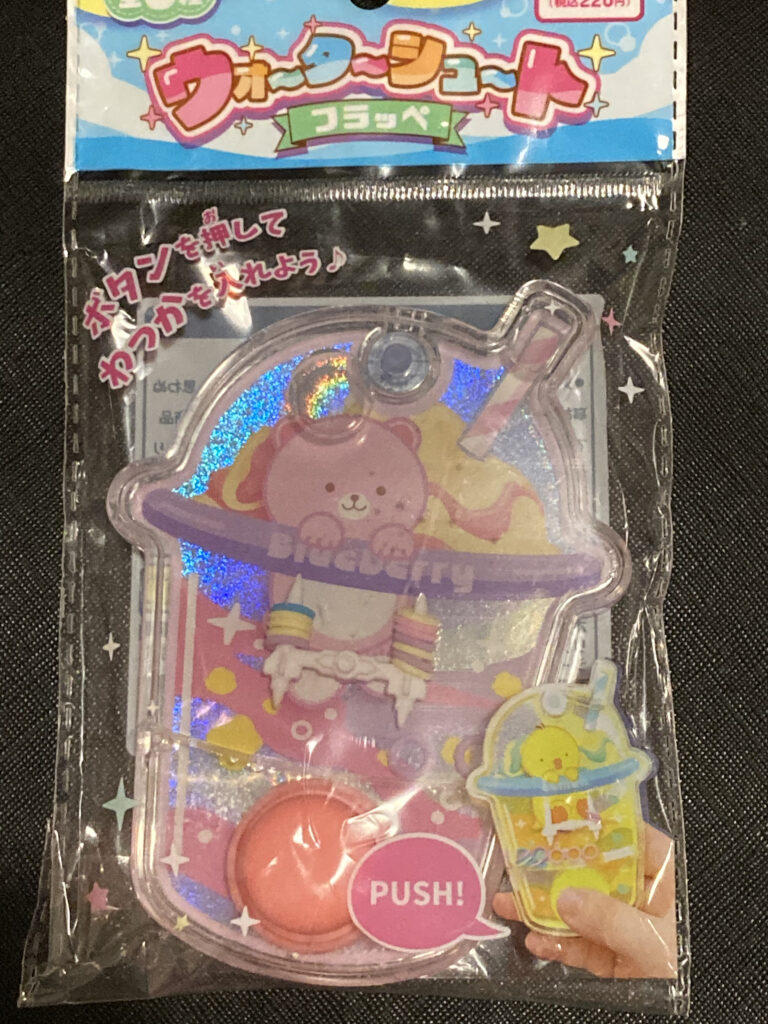 (税込220円)
ウォーターシュート
フラッペ
ボタンを押して
お
わっかを入れよう♪
Blueberry
PUSH!